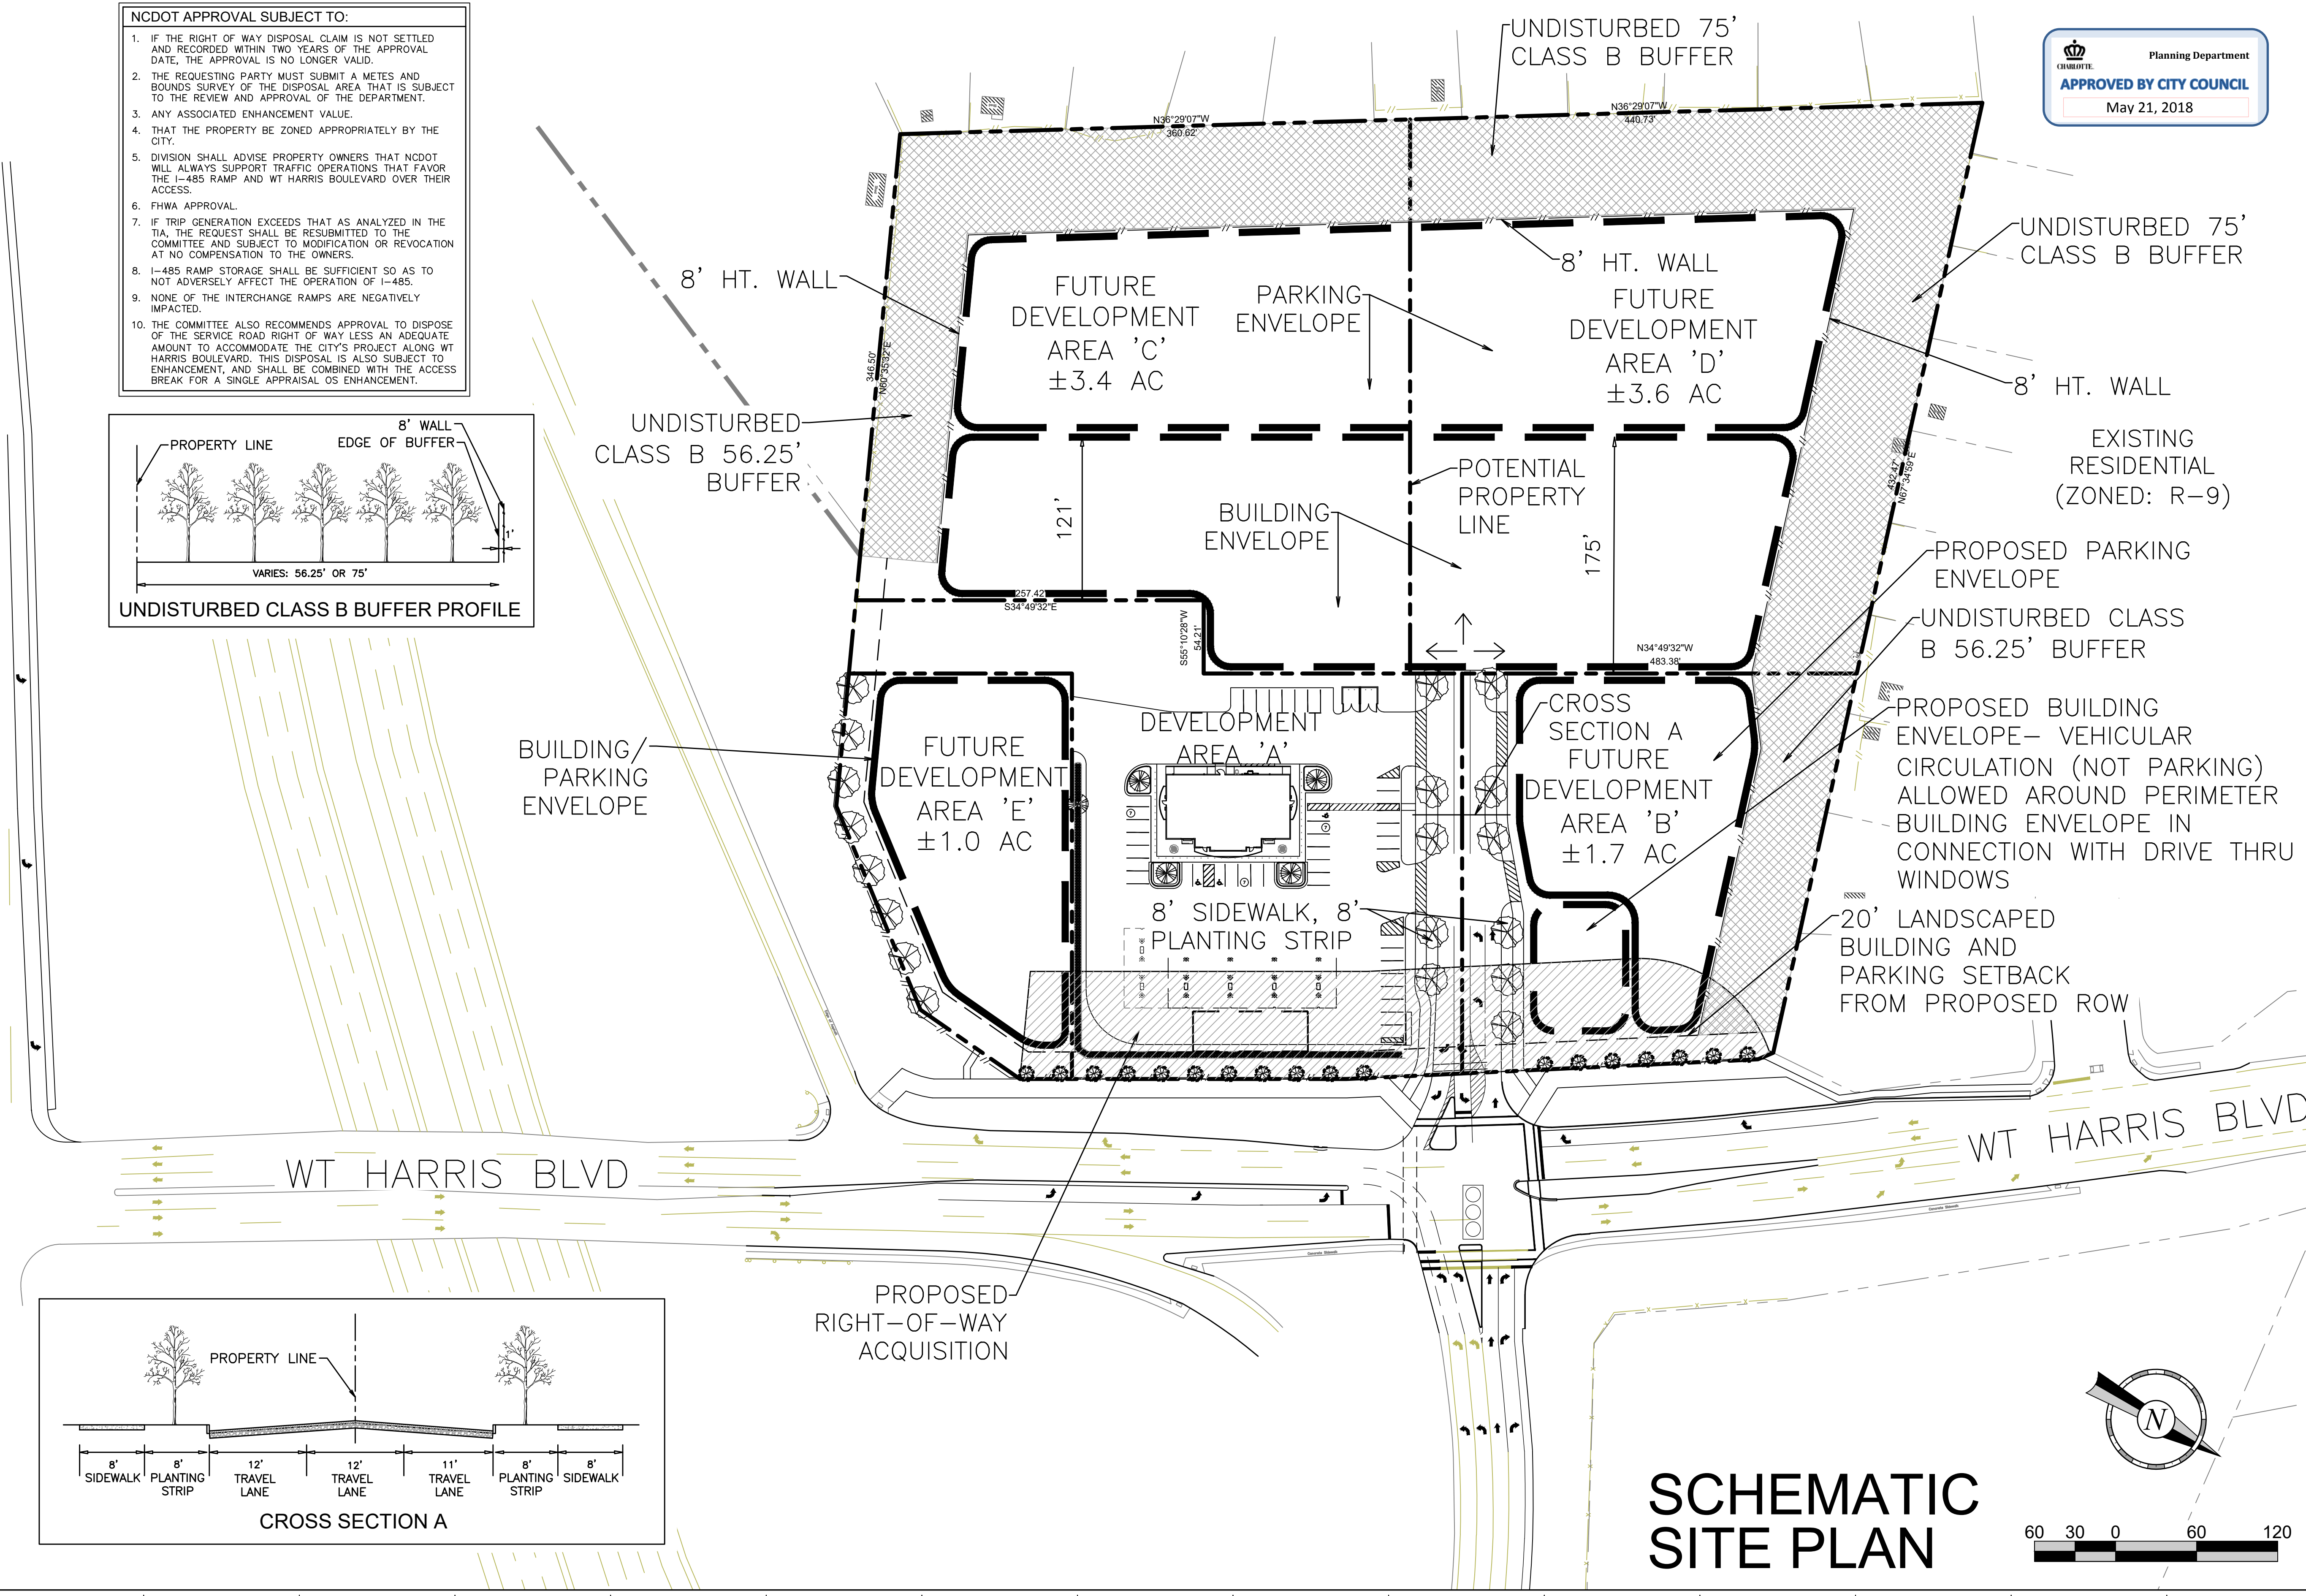 NCDOT APPROVAL SUBJECT TO:
1. IF THE RIGHT OF WAY DISPOSAL CLAIM IS NOT SETTLED
AND RECORDED WITHIN TWO YEARS OF THE APPROVAL
DATE, THE APPROVAL IS NO LONGER VALID.
2. THE REQUESTING PARTY MUST SUBMIT A METES AND
BOUNDS SURVEY OF THE DISPOSAL AREA THAT IS SUBJECT
TO THE REVIEW AND APPROVAL OF THE DEPARTMENT.
3. ANY ASSOCIATED ENHANCEMENT VALUE.
4. THAT THE PROPERTY BE ZONED APPROPRIATELY BY THE
CITY.
5. DIVISION SHALL ADVISE PROPERTY OWNERS THAT NCDOT
WILL ALWAYS SUPPORT TRAFFIC OPERATIONS THAT FAVOR
THE I-485 RAMP AND WT HARRIS BOULEVARD OVER THEIR
ACCESS.
6. FHWA APPROVAL.
7. IF TRIP GENERATION EXCEEDS THAT AS ANALYZED IN THE
TIA, THE REQUEST SHALL BE RESUBMITTED TO THE
COMMITTEE AND SUBJECT TO MODIFICATION OR REVOCATION
AT NO COMPENSATION TO THE OWNERS.
8. I-485 RAMP STORAGE SHALL BE SUFFICIENT SO AS TO
NOT ADVERSELY AFFECT THE OPERATION OF I-485.
9. NONE OF THE INTERCHANGE RAMPS ARE NEGATIVELY
IMPACTED.
10. THE COMMITTEE ALSO RECOMMENDS APPROVAL TO DISPOSE
OF THE SERVICE ROAD RIGHT OF WAY LESS AN ADEQUATE
AMOUNT TO ACCOMMODATE THE CITY'S PROJECT ALONG WT
HARRIS BOULEVARD. THIS DISPOSAL IS ALSO SUBJECT TO
ENHANCEMENT, AND SHALL BE COMBINED WITH THE ACCESS
BREAK FOR A SINGLE APPRAISAL OS ENHANCEMENT.
UNDISTURBED 75'
CLASS B BUFFER
CHARLOTTE.
Planning Department
APPROVED BY CITY COUNCIL
May 21, 2018
N36°29'07"W
360.62'
N36°29'07"W
440.73'
UNDISTURBED 75'
CLASS B BUFFER
8' HT. WALL
8' HT. WALL
FUTURE
DEVELOPMENT
AREA 'C'
±3.4 AC
PARKING
ENVELOPE
FUTURE
DEVELOPMENT
AREA 'D'
±3.6 AC
346.50'
N60°35'32"E
8' HT. WALL
UNDISTURBED
CLASS B 56.25'
BUFFER
8' WALL
EDGE OF BUFFER
PROPERTY LINE
1'
VARIES: 56.25' OR 75'
UNDISTURBED CLASS B BUFFER PROFILE
EXISTING
RESIDENTIAL
(ZONED: R-9)
432.47'
N67°34'59"E
121'
BUILDING
ENVELOPE
POTENTIAL
PROPERTY
LINE
175'
PROPOSED PARKING
ENVELOPE
257.42'
S34°49'32"E
S55°10'28"W
54.21'
N34°49'32"W
483.38'
UNDISTURBED CLASS
B 56.25' BUFFER
BUILDING/
PARKING
ENVELOPE
FUTURE
DEVELOPMENT
AREA 'E'
±1.0 AC
DEVELOPMENT
AREA 'A'
CROSS
SECTION A
FUTURE
DEVELOPMENT
AREA 'B'
±1.7 AC
PROPOSED BUILDING
ENVELOPE- VEHICULAR
CIRCULATION (NOT PARKING)
ALLOWED AROUND PERIMETER
BUILDING ENVELOPE IN
CONNECTION WITH DRIVE THRU
WINDOWS
8' SIDEWALK, 8'
PLANTING STRIP
20' LANDSCAPED
BUILDING AND
PARKING SETBACK
FROM PROPOSED ROW
WT HARRIS BLVD
WT HARRIS BLVD
PROPOSED
RIGHT-OF-WAY
ACQUISITION
PROPERTY LINE
8'
SIDEWALK
8'
PLANTING
STRIP
12'
TRAVEL
LANE
12'
TRAVEL
LANE
11'
TRAVEL
LANE
8'
PLANTING
STRIP
8'
SIDEWALK
CROSS SECTION A
N
SCHEMATIC
SITE PLAN
60 30 0 60 120